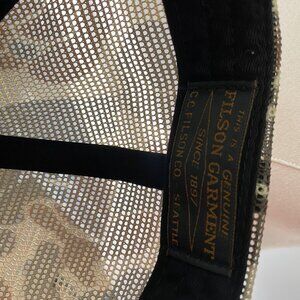 THIS IS A GENUINE
FILSON GARMENT
SINCE 1897
C.C. FILSON CO. SEATTLE